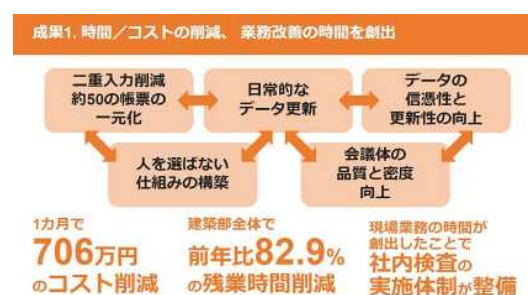 成果1. 時間／コストの削減、 業務改善の時間を創出
二重入力削減
約50の帳票の
一元化
日常的な
データ更新
データの
信憑性と
更新性の向上
人を選ばない
仕組みの構築
会議体の
品質と密度
向上
1カ月で
706万円
のコスト削減
建築部全体で
前年比82.9%
の残業時間削減
現場業務の時間が
創出したことで
社内検査の
実施体制が整備